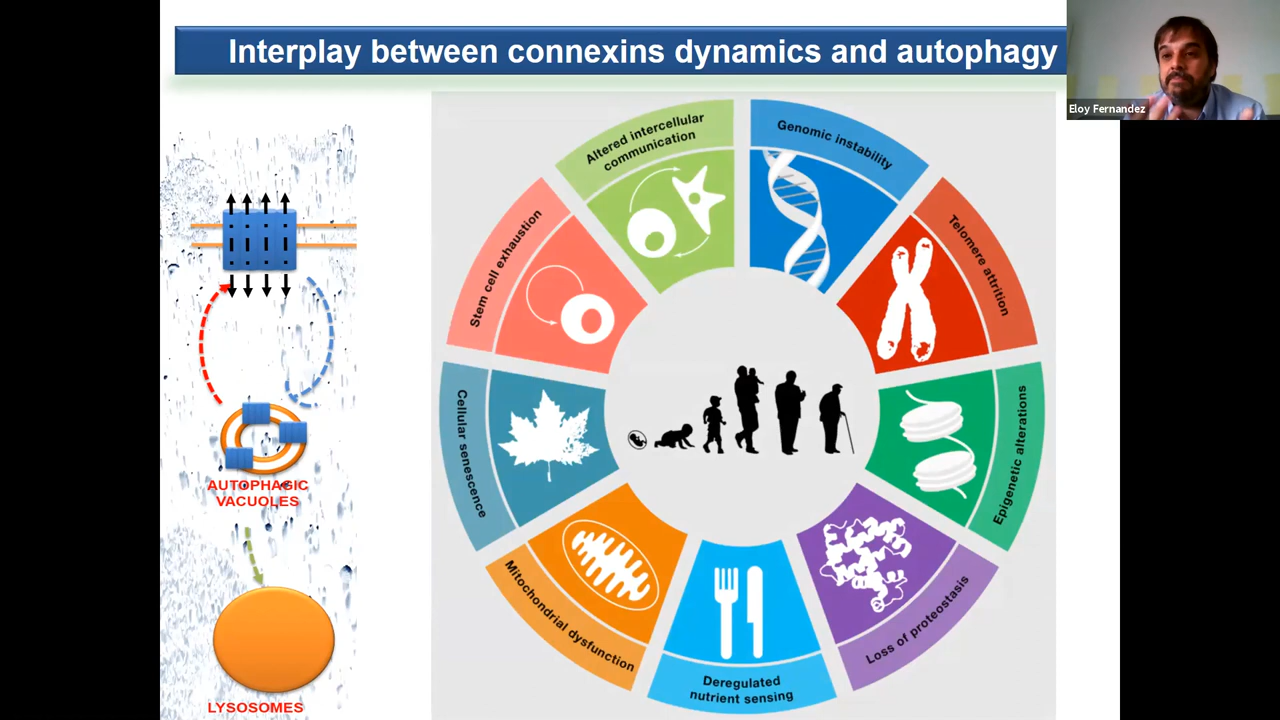 Interplay between connexins dynamics and autophagy
Eloy Fernandez
Altered intercellular
communication
Genomic instability
Telomere attrition
Epigenetic alterations
Loss of proteostasis
Deregulated
nutrient sensing
Mitochondrial dysfunction
Cellular senescence
Stem cell exhaustion
AUTOPHAGIC
VACUOLES
LYSOSOMES